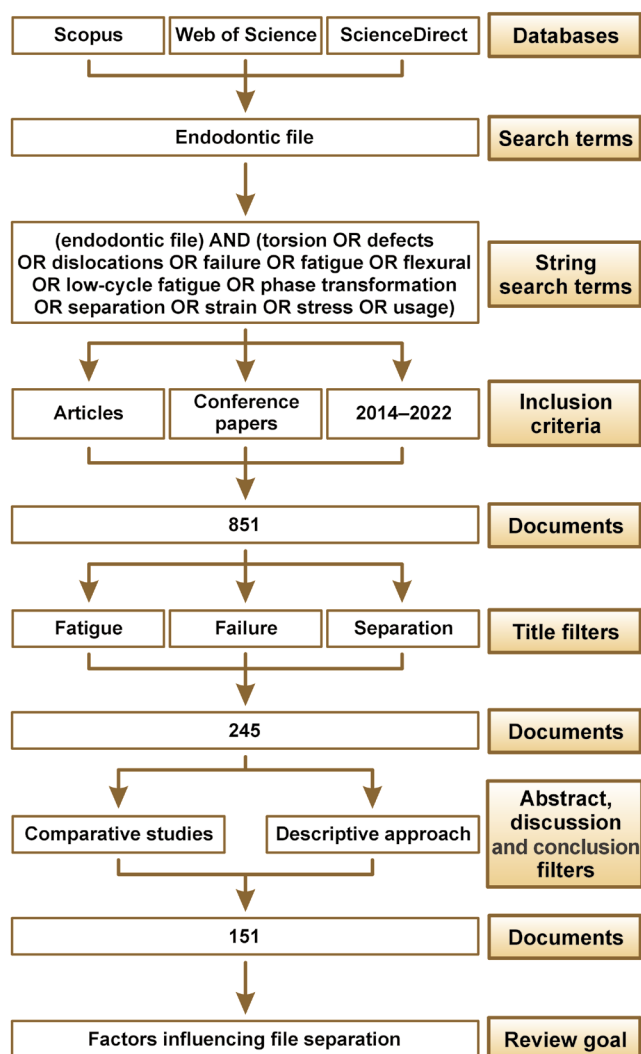 Scopus
Web of Science
ScienceDirect
Databases
Endodontic file
Search terms
(endodontic file) AND (torsion OR defects
OR dislocations OR failure OR fatigue OR flexural
OR low-cycle fatigue OR phase transformation
OR separation OR strain OR stress OR usage)
String
search terms
Articles
Conference
papers
2014–2022
Inclusion
criteria
851
Documents
Fatigue
Failure
Separation
Title filters
245
Documents
Comparative studies
Descriptive approach
Abstract,
discussion
and conclusion
filters
151
Documents
Factors influencing file separation
Review goal